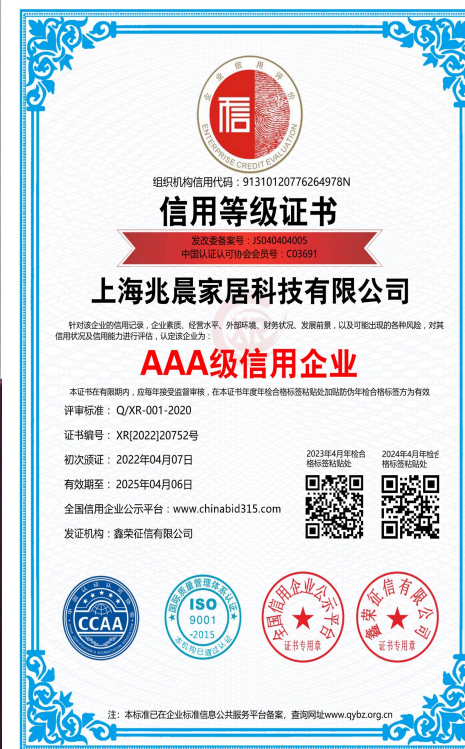 企业信用评价
信
ENTERPRISE CREDIT EVALUATION
组织机构信用代码：91310120776264978N
信用等级证书
发改委备案号：JS040404005
中国认证认可协会会员号：C03691
上海兆晨家居科技有限公司
针对该企业的信用记录，企业素质、经营水平、外部环境、财务状况、发展前景，以及可能出现的各种风险，对其
信用状况及信用能力进行评估，认定该企业为：
AAA级信用企业
本证书在有限期内，应每年接受监督审核，在本证书年度年检合格标签粘贴处加贴防伪年检合格标签方为有效
评审标准： Q/XR-001-2020
证书编号： XR[2022]20752号
初次颁证： 2022年04月07日
有效期至： 2025年04月06日
全国信用企业公示平台：www.chinabid315.com
发证机构：鑫荣征信有限公司
2023年4月年检合
格标签粘贴处
2024年4月年检合
格标签粘贴处
CCAA
国际质量管理体系认证
ISO
9001
-2015
本机构已通过认证
全国信用企业公示平台
证书专用章
鑫荣征信有限公司
证书专用章
注：本标准已在企业标准信息公共服务平台备案，查询网址www.qybz.org.cn